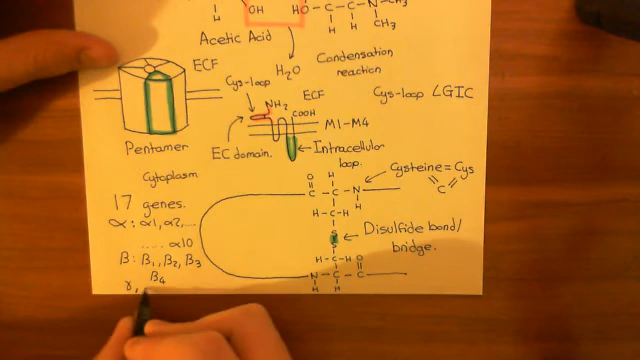 H OH HO-C-C-N-CH3
H H CH3
Acetic Acid
ECF
H2O
Condensation
reaction
Cys-loop
NH2
ECF
COOH
Cys-loop LGIC
M1-M4
Pentamer
EC domain.
Intracellular
loop.
Cytoplasm
17 genes.
α: α1, α2,...
.... α10
β: β1, β2, β3
β4
γ,
Cysteine = Cys
C
O H
C-C-N
H
H-C-H
Disulfide bond/
bridge.
H-C-H O
N-C-C
H H